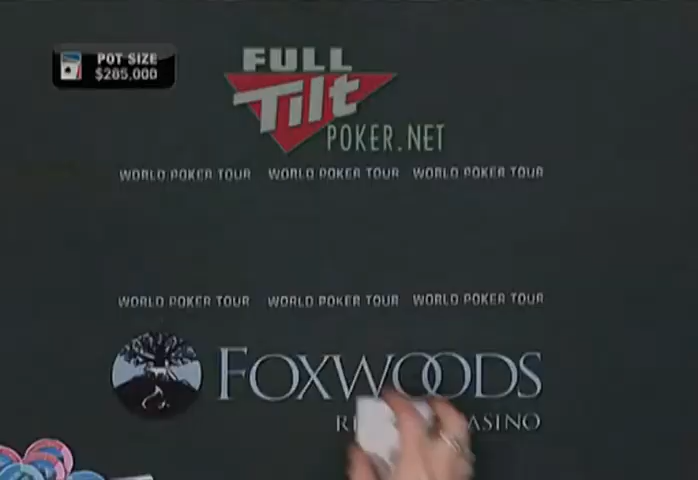 POT SIZE
$285,000
FULL
Tilt
POKER.NET
WORLD POKER TOUR WORLD POKER TOUR WORLD POKER TOUR
WORLD POKER TOUR WORLD POKER TOUR WORLD POKER TOUR
FOXWOODS